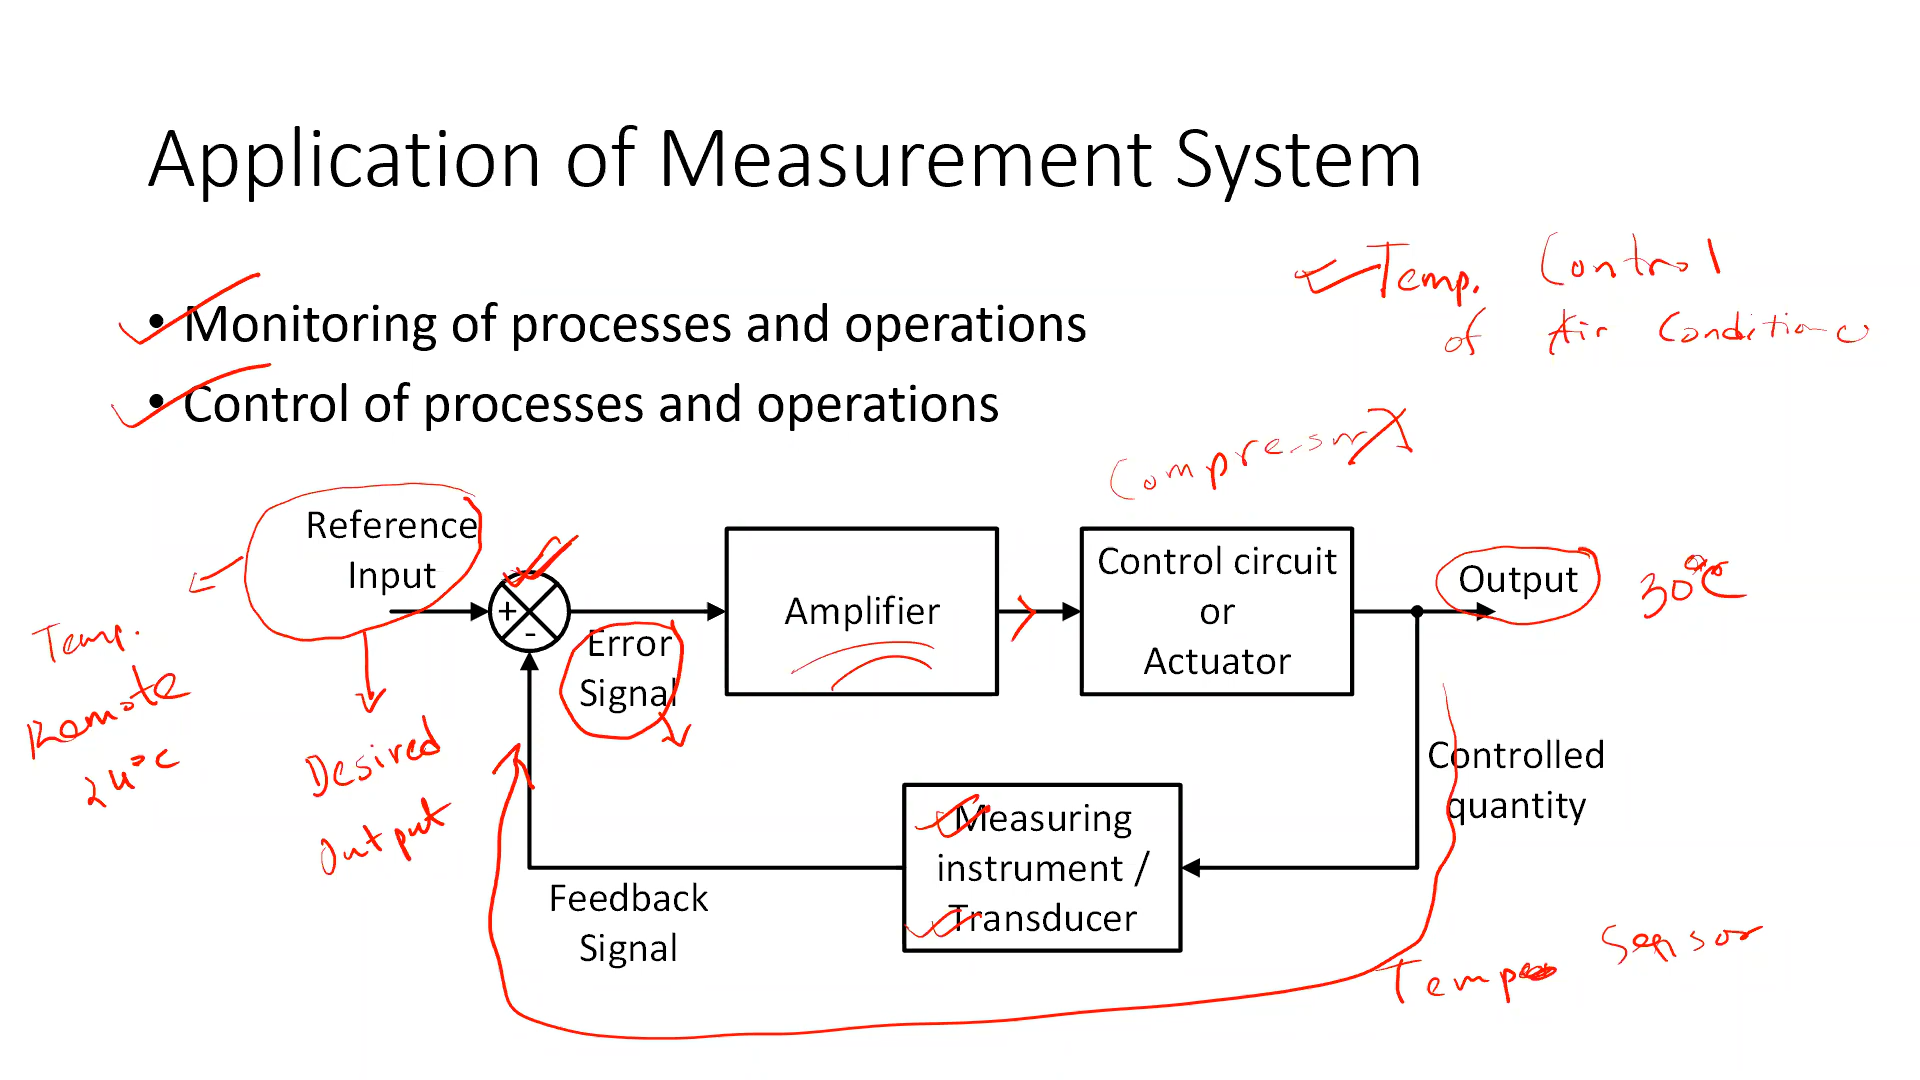 Application of Measurement System
Temp. Control
of Air Condition
• Monitoring of processes and operations
• Control of processes and operations
Compressor
Reference
Input
+
-
Error
Signal
Amplifier
Control circuit
or
Actuator
Output
30°C
Temp.
Remote
24°C
Desired
Output
Controlled
quantity
Measuring
instrument /
Transducer
Feedback
Signal
Temp Sensor